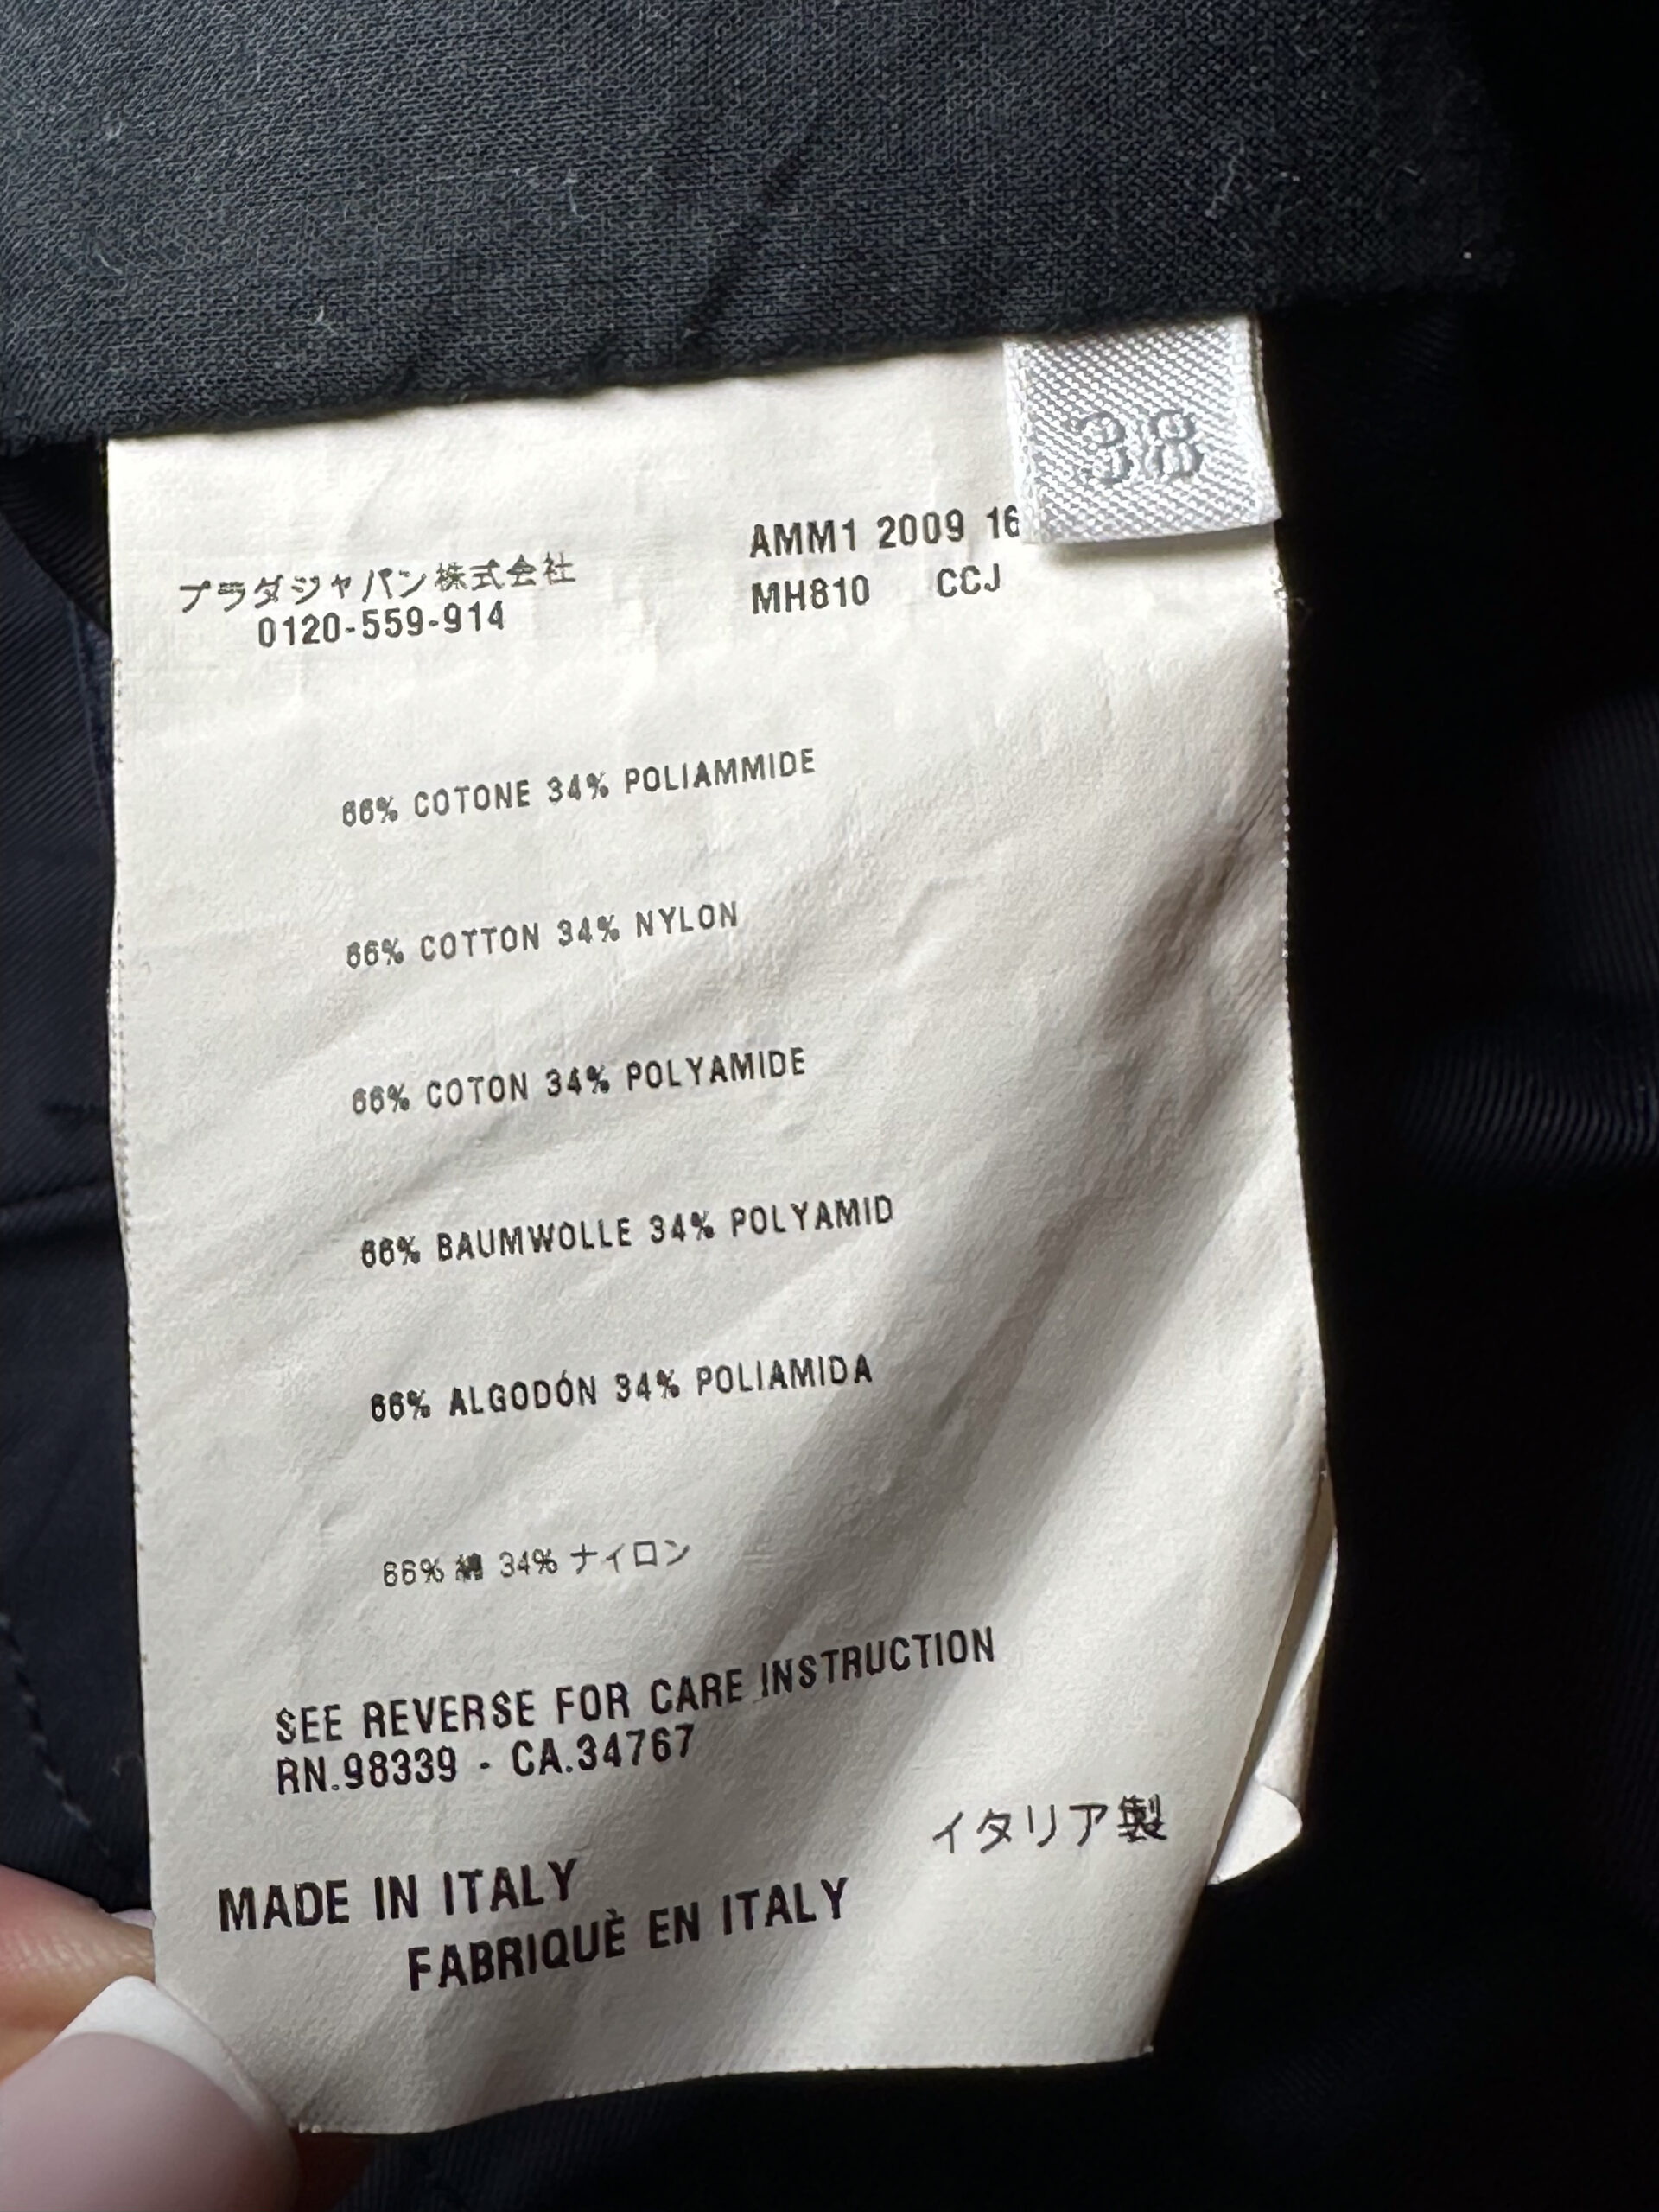 38
AMM1 2009 16
MH810 CCJ
プラダジャパン株式会社
0120-559-914
66% COTONE 34% POLIAMMIDE
66% COTTON 34% NYLON
66% COTON 34% POLYAMIDE
66% BAUMWOLLE 34% POLYAMID
66% ALGODÓN 34% POLIAMIDA
66% 綿 34% ナイロン
SEE REVERSE FOR CARE INSTRUCTION
RN.98339 - CA.34767
イタリア製
MADE IN ITALY
FABRIQUÈ EN ITALY